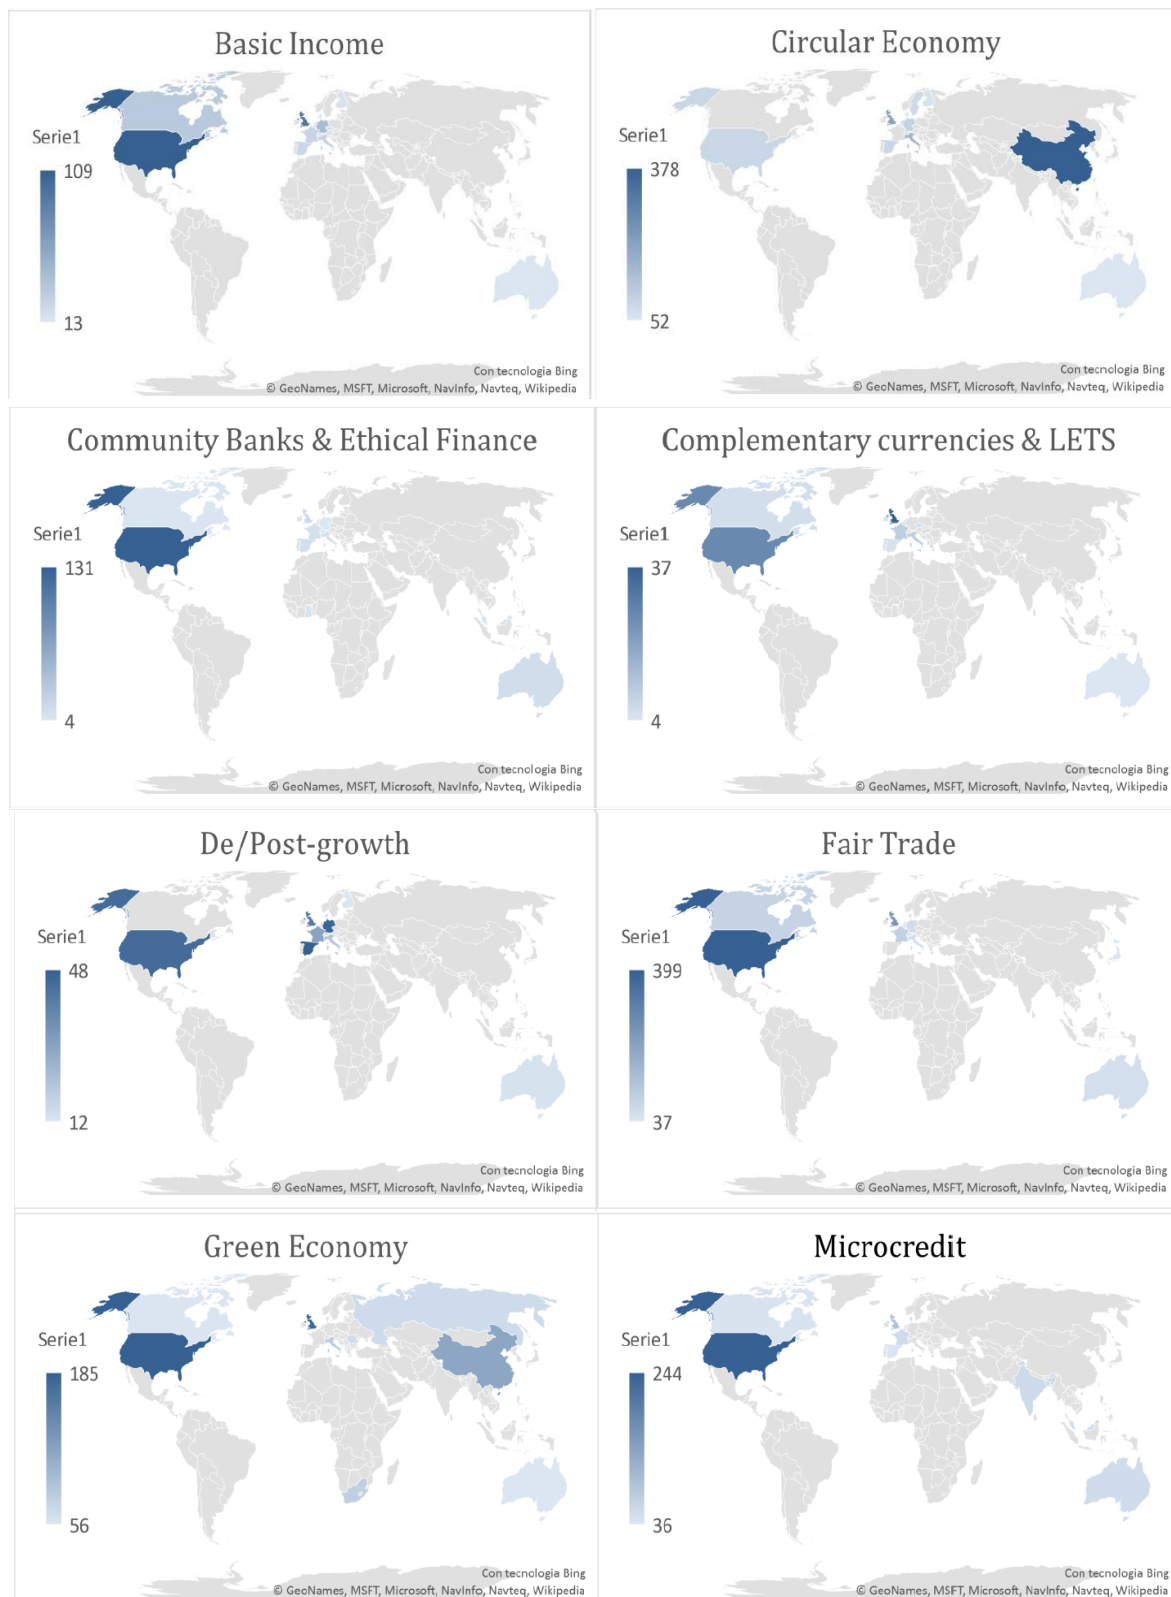 Basic Income
Serie1
109
13
Con tecnologia Bing
© GeoNames, MSFT, Microsoft, NavInfo, Navteq, Wikipedia
Circular Economy
Serie1
378
52
Con tecnologia Bing
© GeoNames, MSFT, Microsoft, NavInfo, Navteq, Wikipedia
Community Banks & Ethical Finance
Serie1
131
4
Con tecnologia Bing
© GeoNames, MSFT, Microsoft, NavInfo, Navteq, Wikipedia
Complementary currencies & LETS
Serie1
37
4
Con tecnologia Bing
© GeoNames, MSFT, Microsoft, NavInfo, Navteq, Wikipedia
De/Post-growth
Serie1
48
12
Con tecnologia Bing
© GeoNames, MSFT, Microsoft, NavInfo, Navteq, Wikipedia
Fair Trade
Serie1
399
37
Con tecnologia Bing
© GeoNames, MSFT, Microsoft, NavInfo, Navteq, Wikipedia
Green Economy
Serie1
185
56
Con tecnologia Bing
© GeoNames, MSFT, Microsoft, NavInfo, Navteq, Wikipedia
Microcredit
Serie1
244
36
Con tecnologia Bing
© GeoNames, MSFT, Microsoft, NavInfo, Navteq, Wikipedia